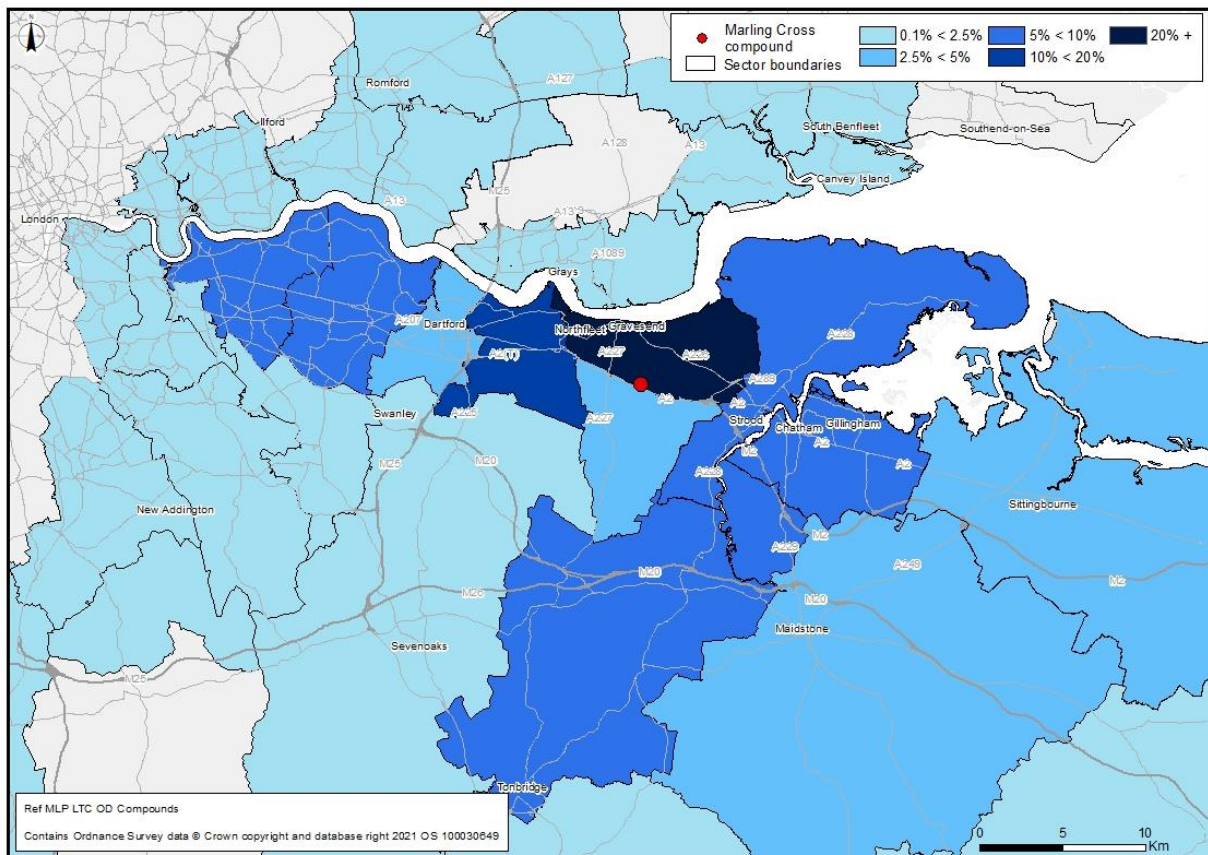 N
Marling Cross
compound
Sector boundaries
0.1% < 2.5%
2.5% < 5%
5% < 10%
10% < 20%
20% +
A127
Romford
Ilford
A128
South Benfleet
Southend-on-Sea
A13
M25
Canvey Island
A13
London
A13
A1089
Grays
A207
Dartford
Northfleet
Gravesend
A227
A226
A228
A2(T)
A289
A2
A2
Swanley
A225
A227
Strood
Chatham
Gillingham
M2
A2
A2
M25
M20
A228
Sittingbourne
New Addington
M2
A229
A249
M2
M20
M26
M20
Maidstone
Sevenoaks
M25
Tonbridge
Ref MLP LTC OD Compounds
Contains Ordnance Survey data © Crown copyright and database right 2021 OS 100030649
0 5 10
Km